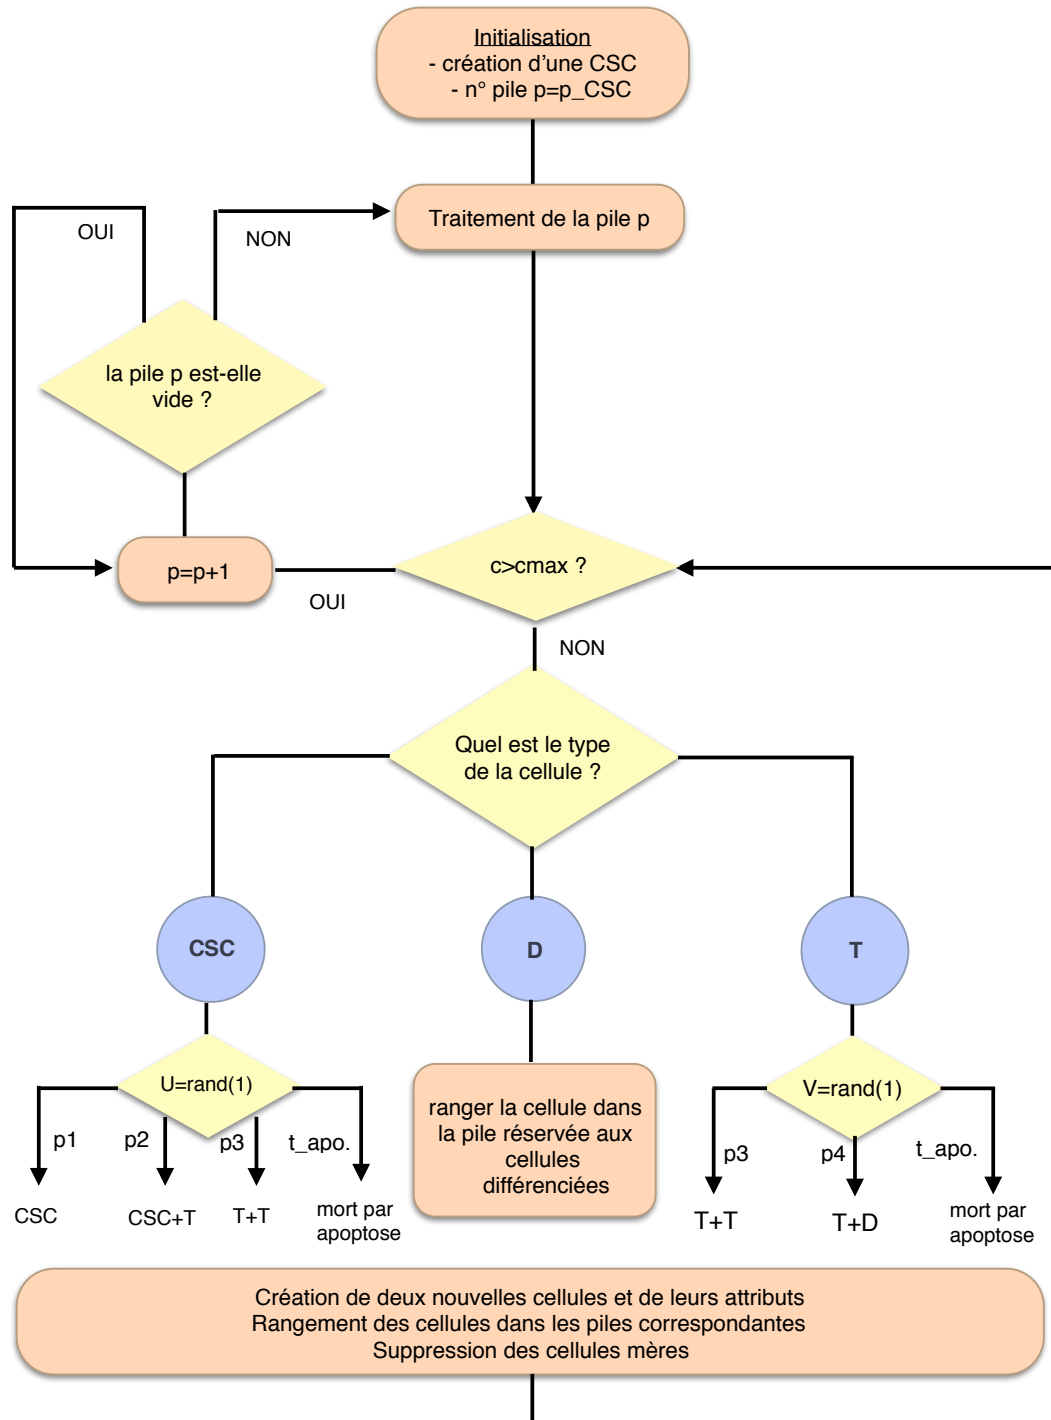 Initialisation
- création d'une CSC
- n° pile p=p_CSC
Traitement de la pile p
OUI
NON
la pile p est-elle
vide ?
p=p+1
c>cmax ?
OUI
NON
Quel est le type
de la cellule ?
CSC
D
T
U=rand(1)
V=rand(1)
ranger la cellule dans
la pile réservée aux
cellules
différenciées
p1
p2
p3
t_apo.
p3
p4
t_apo.
CSC
CSC+T
T+T
mort par
apoptose
T+T
T+D
mort par
apoptose
Création de deux nouvelles cellules et de leurs attributs
Rangement des cellules dans les piles correspondantes
Suppression des cellules mères